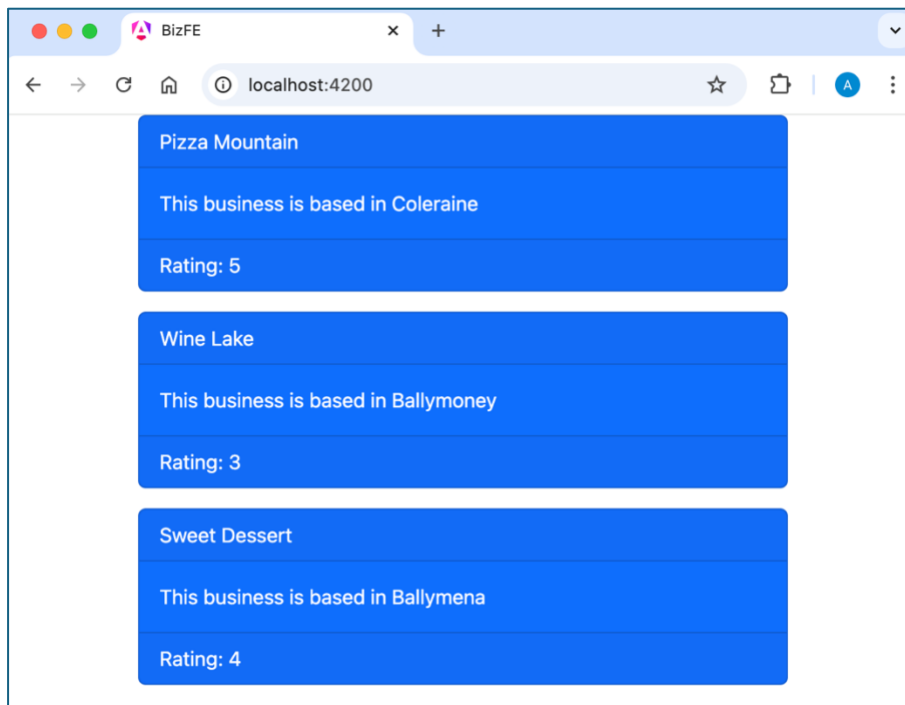 BizFE
localhost:4200
A
Pizza Mountain
This business is based in Coleraine
Rating: 5
Wine Lake
This business is based in Ballymoney
Rating: 3
Sweet Dessert
This business is based in Ballymena
Rating: 4